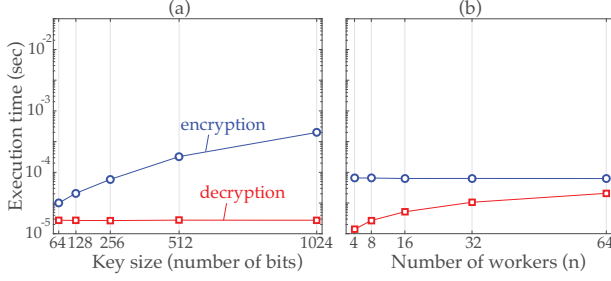 (a)
(b)
Execution time (sec)
10^-2
10^-3
10^-4
10^-5
encryption
decryption
64 128 256 512 1024
Key size (number of bits)
4 8 16 32 64
Number of workers (n)